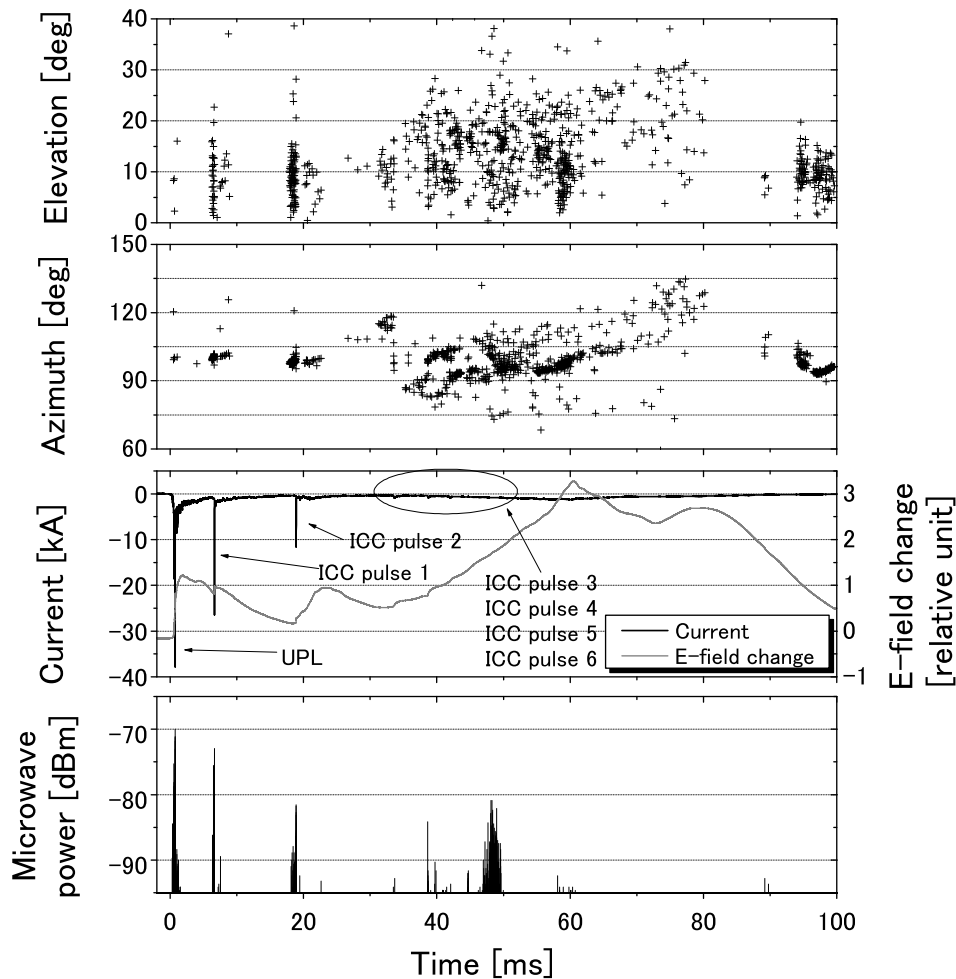 40
30
20
10
0
Elevation [deg]
150
120
90
60
Azimuth [deg]
0
-10
-20
-30
-40
Current [kA]
3
2
1
0
-1
E-field change
[relative unit]
ICC pulse 2
ICC pulse 1
UPL
ICC pulse 3
ICC pulse 4
ICC pulse 5
ICC pulse 6
Current
E-field change
-70
-80
-90
Microwave
power [dBm]
0 20 40 60 80 100
Time [ms]